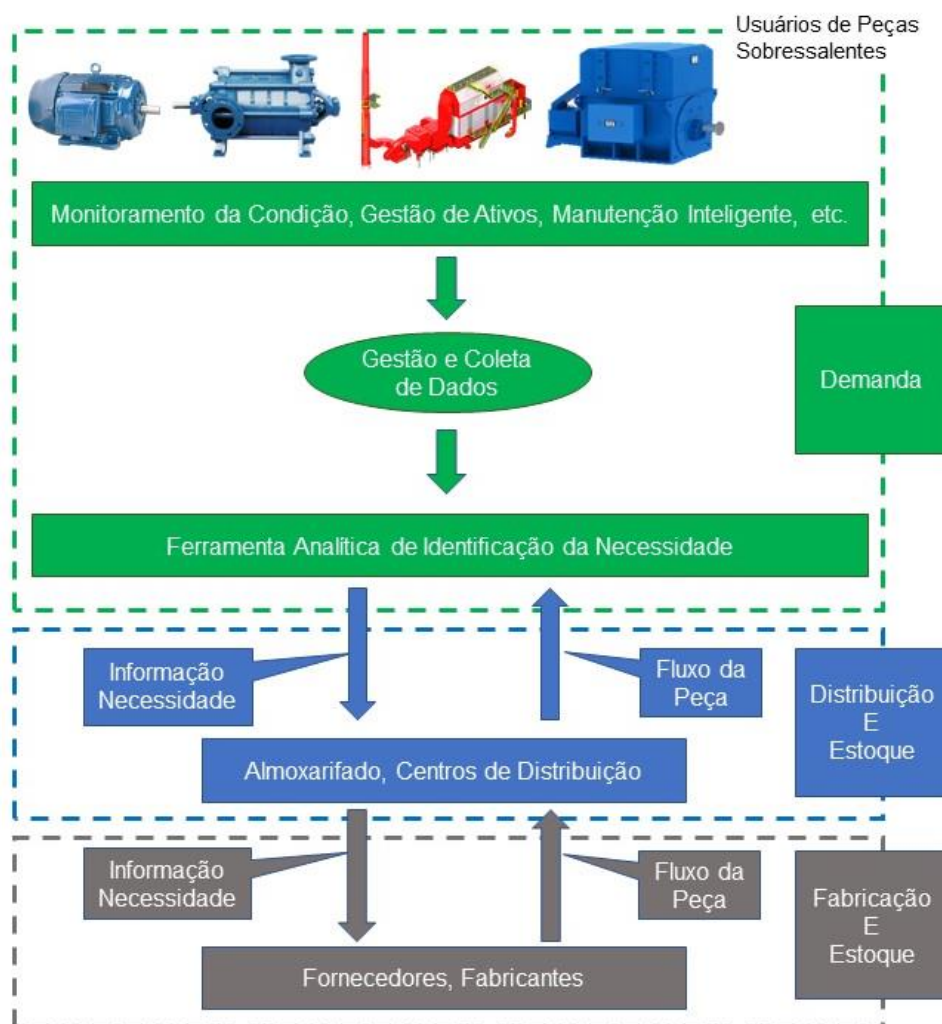 Usuários de Peças
Sobressalentes
Monitoramento da Condição, Gestão de Ativos, Manutenção Inteligente, etc.
Gestão e Coleta
de Dados
Demanda
Ferramenta Analítica de Identificação da Necessidade
Informação
Necessidade
Fluxo da
Peça
Distribuição
E
Estoque
Almoxarifado, Centros de Distribuição
Informação
Necessidade
Fluxo da
Peça
Fabricação
E
Estoque
Fornecedores, Fabricantes